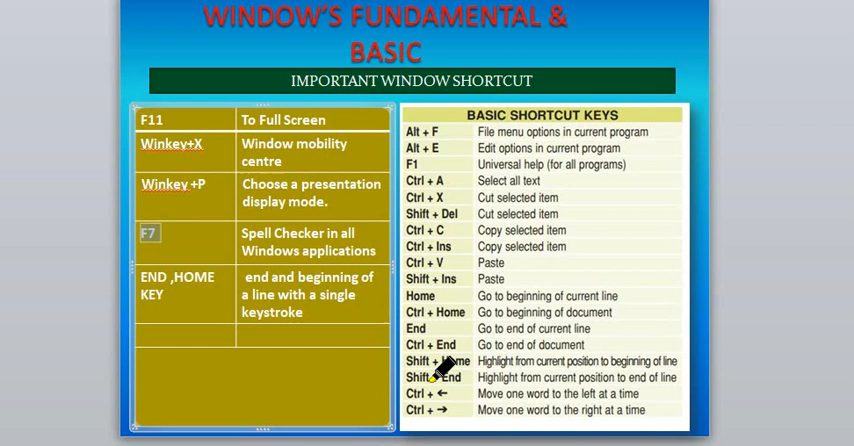 WINDOW'S FUNDAMENTAL &
BASIC
IMPORTANT WINDOW SHORTCUT
F11 To Full Screen
Winkey+X Window mobility
centre
Winkey +P Choose a presentation
display mode.
F7 Spell Checker in all
Windows applications
END ,HOME end and beginning of
KEY a line with a single
keystroke
BASIC SHORTCUT KEYS
Alt + F File menu options in current program
Alt + E Edit options in current program
F1 Universal help (for all programs)
Ctrl + A Select all text
Ctrl + X Cut selected item
Shift + Del Cut selected item
Ctrl + C Copy selected item
Ctrl + Ins Copy selected item
Ctrl + V Paste
Shift + Ins Paste
Home Go to beginning of current line
Ctrl + Home Go to beginning of document
End Go to end of current line
Ctrl + End Go to end of document
Shift + Home Highlight from current position to beginning of line
Shift + End Highlight from current position to end of line
Ctrl + ← Move one word to the left at a time
Ctrl + → Move one word to the right at a time